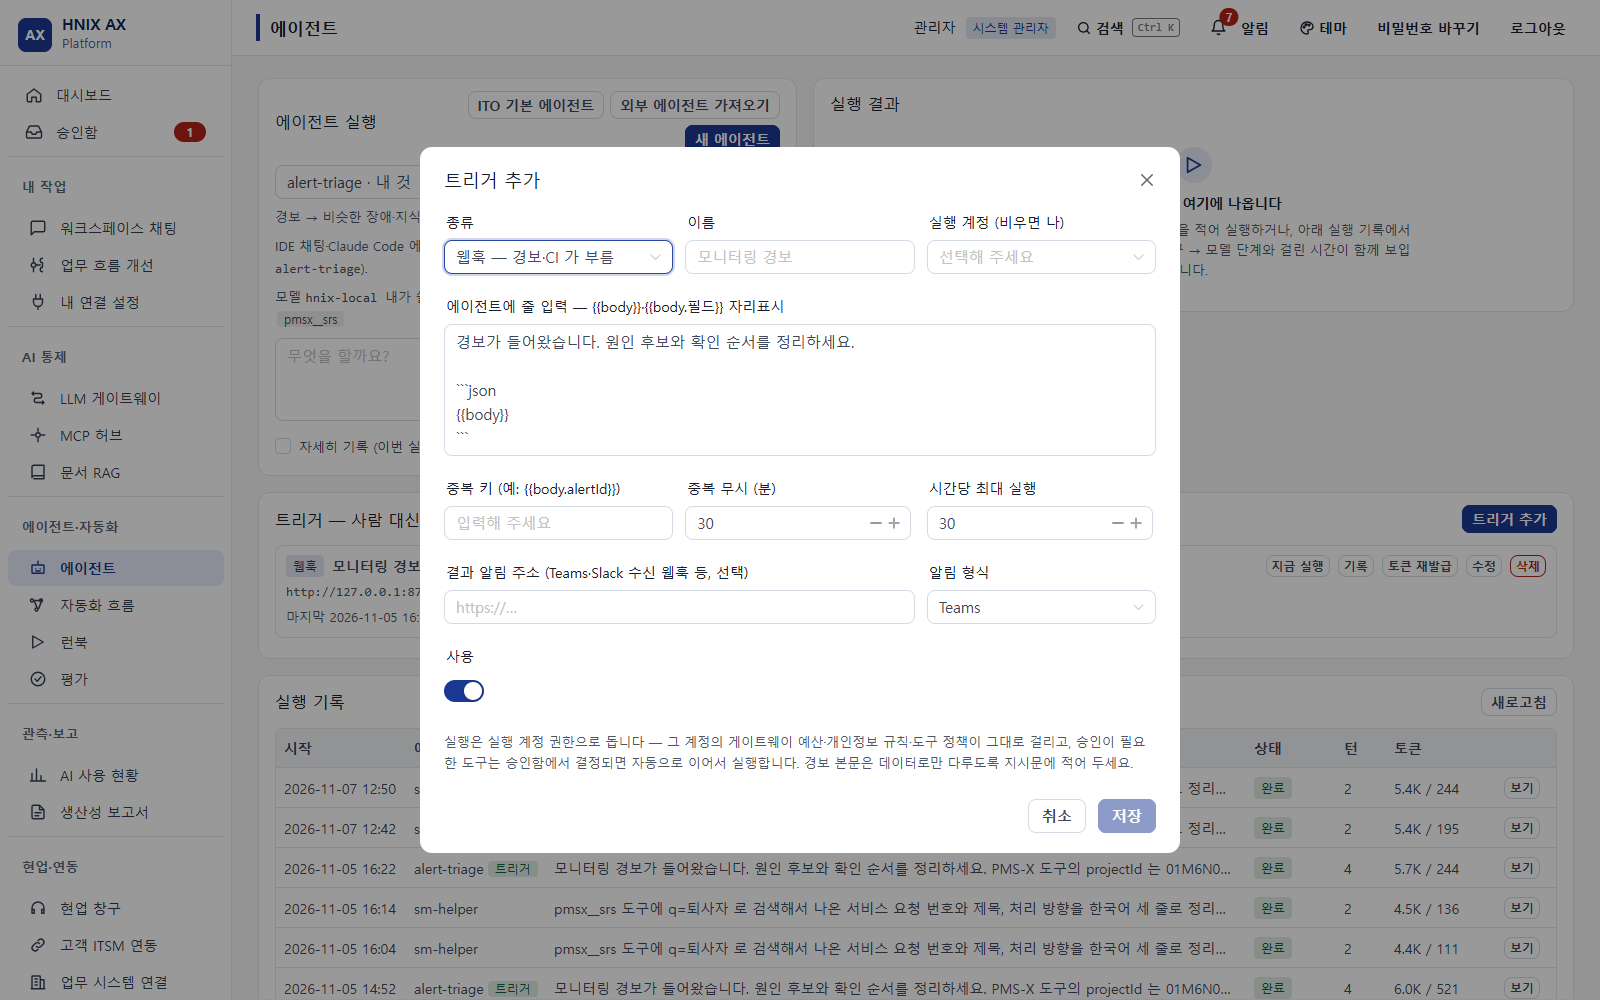 AX
HNIX AX
Platform
대시보드
승인함
1
내 작업
워크스페이스 채팅
업무 흐름 개선
내 연결 설정
AI 통제
LLM 게이트웨이
MCP 허브
문서 RAG
에이전트·자동화
에이전트
자동화 흐름
런북
평가
관측·보고
AI 사용 현황
생산성 보고서
현업·연동
현업 창구
고객 ITSM 연동
업무 시스템 연결
에이전트
관리자
시스템 관리자
검색
Ctrl K
7
알림
테마
비밀번호 바꾸기
로그아웃
에이전트 실행
ITO 기본 에이전트
외부 에이전트 가져오기
새 에이전트
alert-triage · 내 것
경보 → 비슷한 장애·지식
IDE 채팅·Claude Code 에
alert-triage).
모델 hnix-local 내가
pmsx__srs
무엇을 할까요?
자세히 기록 (이번 실
실행 결과
여기에 나옵니다
을 적어 실행하거나, 아래 실행 기록에서
→ 모델 단계와 걸린 시간이 함께 보입
니다.
트리거 추가
종류
이름
실행 계정 (비우면 나)
웹훅 — 경보·CI 가 부름
모니터링 경보
선택해 주세요
에이전트에 줄 입력 — {{body}}·{{body.필드}} 자리표시
경보가 들어왔습니다. 원인 후보와 확인 순서를 정리하세요.
```json
{{body}}
```
중복 키 (예: {{body.alertId}})
중복 무시 (분)
시간당 최대 실행
입력해 주세요
30
30
결과 알림 주소 (Teams·Slack 수신 웹훅 등, 선택)
알림 형식
https://...
Teams
사용
실행은 실행 계정 권한으로 돕니다 — 그 계정의 게이트웨이 예산·개인정보 규칙·도구 정책이 그대로 걸리고, 승인이 필요
한 도구는 승인함에서 결정되면 자동으로 이어서 실행합니다. 경보 본문은 데이터로만 다루도록 지시문에 적어 두세요.
취소
저장
트리거 — 사람 대신
트리거 추가
웹훅
모니터링 경보
지금 실행
기록
토큰 재발급
수정
삭제
http://127.0.0.1:87
마지막 2026-11-05 16:
실행 기록
새로고침
시작
상태
턴
토큰
2026-11-07 12:50
정리...
완료
2
5.4K / 244
보기
2026-11-07 12:42
정리...
완료
2
5.4K / 195
보기
2026-11-05 16:22
alert-triage
트리거
모니터링 경보가 들어왔습니다. 원인 후보와 확인 순서를 정리하세요. PMS-X 도구의 projectId 는 01M6N0...
완료
4
5.7K / 244
보기
2026-11-05 16:14
sm-helper
pmsx__srs 도구에 q=퇴사자 로 검색해서 나온 서비스 요청 번호와 제목, 처리 방향을 한국어 세 줄로 정리...
완료
2
4.5K / 136
보기
2026-11-05 16:04
sm-helper
pmsx__srs 도구에 q=퇴사자 로 검색해서 나온 서비스 요청 번호와 제목, 처리 방향을 한국어 세 줄로 정리...
완료
2
4.4K / 111
보기
2026-11-05 14:52
alert-triage
트리거
모니터링 경보가 들어왔습니다. 원인 후보와 확인 순서를 정리하세요. PMS-X 도구의 projectId 는 01M6N0...
완료
4
6.0K / 521
보기